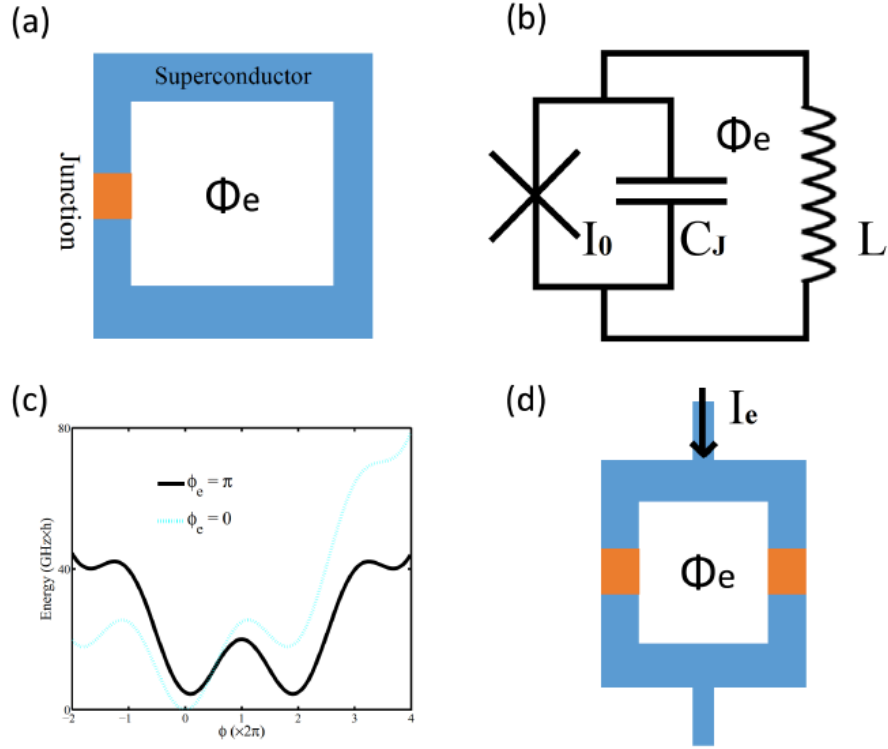 (a)
Superconductor
Junction
Φe
(b)
Φe
I0
CJ
L
(c)
80
40
0
Energy (GHz×h)
ϕe = π
ϕe = 0
−2 −1 0 1 2 3 4
ϕ (×2π)
(d)
Ie
Φe